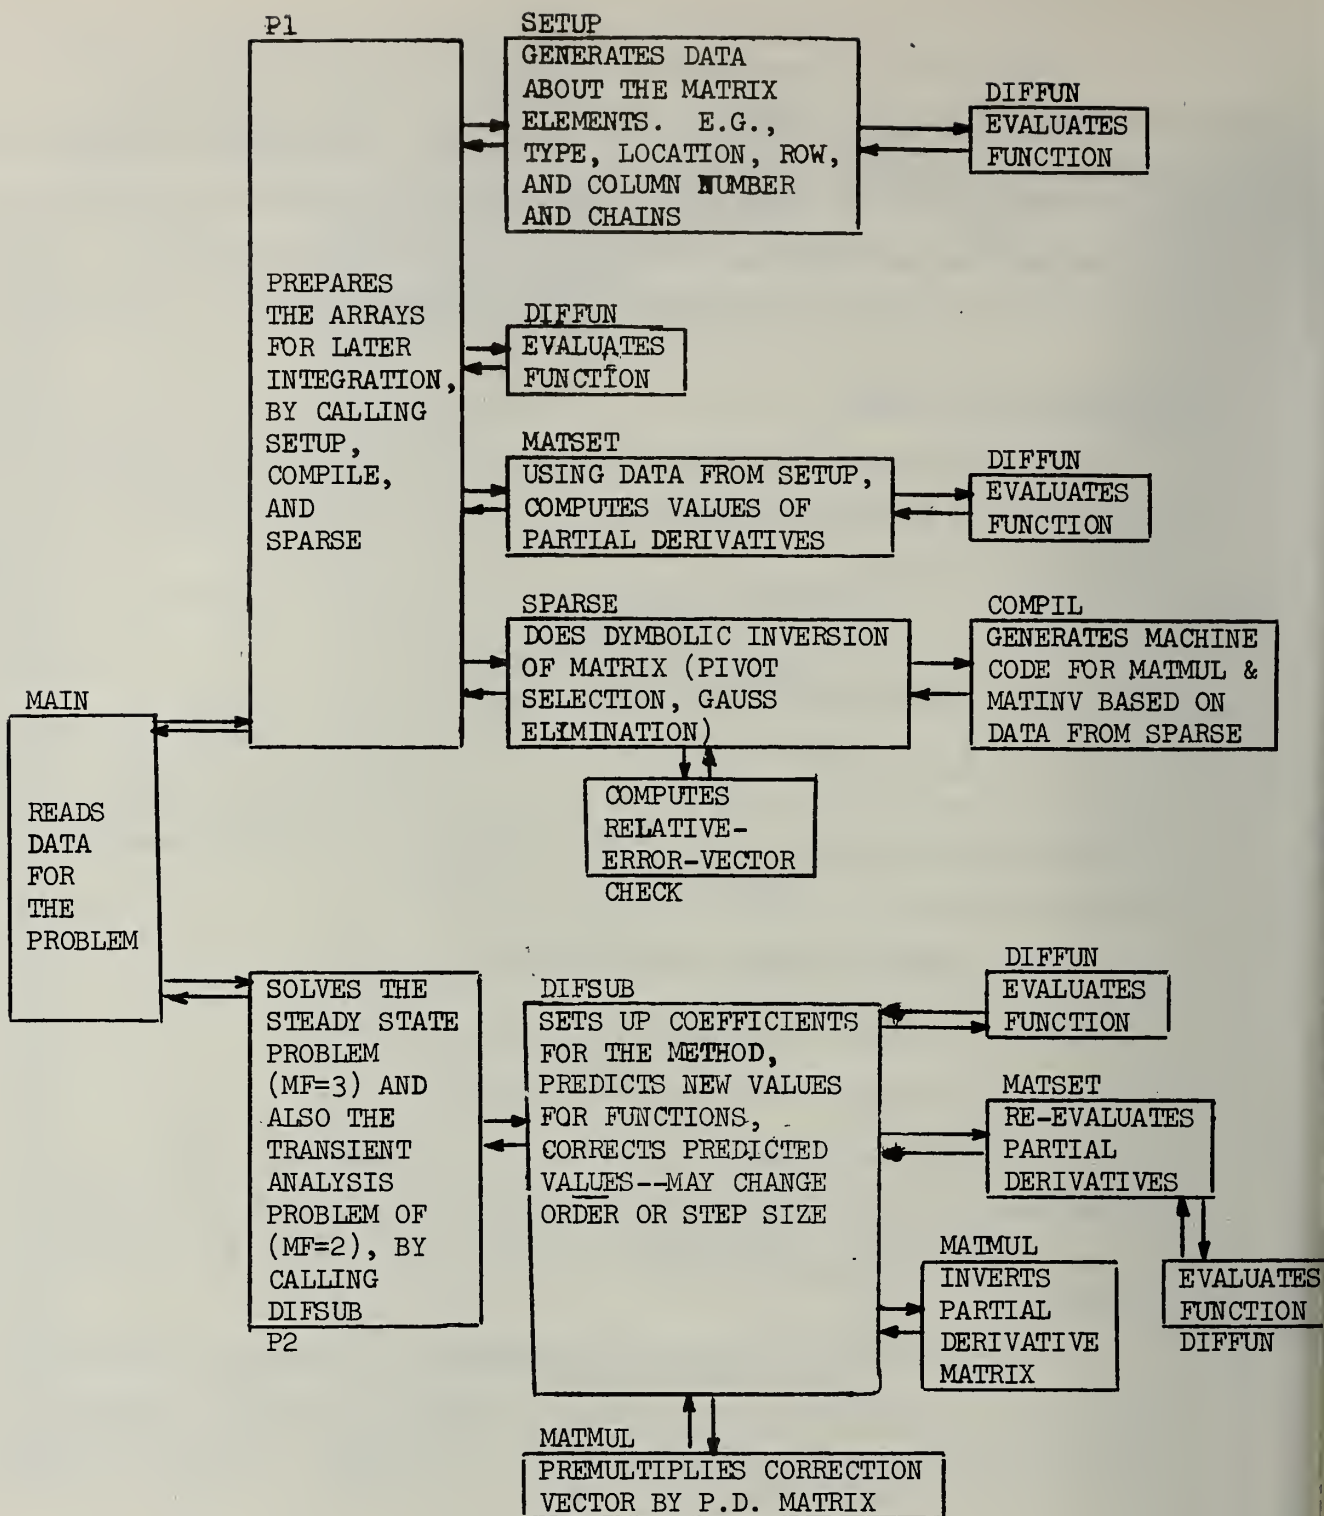 P1
PREPARES
THE ARRAYS
FOR LATER
INTEGRATION,
BY CALLING
SETUP,
COMPILE,
AND
SPARSE
SETUP
GENERATES DATA
ABOUT THE MATRIX
ELEMENTS. E.G.,
TYPE, LOCATION, ROW,
AND COLUMN NUMBER
AND CHAINS
DIFFUN
EVALUATES
FUNCTION
DIFFUN
EVALUATES
FUNCTION
MATSET
USING DATA FROM SETUP,
COMPUTES VALUES OF
PARTIAL DERIVATIVES
DIFFUN
EVALUATES
FUNCTION
SPARSE
DOES DYMBOLIC INVERSION
OF MATRIX (PIVOT
SELECTION, GAUSS
ELIMINATION)
COMPIL
GENERATES MACHINE
CODE FOR MATMUL &
MATINV BASED ON
DATA FROM SPARSE
COMPUTES
RELATIVE-
ERROR-VECTOR
CHECK
MAIN
READS
DATA
FOR
THE
PROBLEM
SOLVES THE
STEADY STATE
PROBLEM
(MF=3) AND
ALSO THE
TRANSIENT
ANALYSIS
PROBLEM OF
(MF=2), BY
CALLING
DIFSUB
P2
DIFSUB
SETS UP COEFFICIENTS
FOR THE METHOD,
PREDICTS NEW VALUES
FOR FUNCTIONS,
CORRECTS PREDICTED
VALUES--MAY CHANGE
ORDER OR STEP SIZE
DIFFUN
EVALUATES
FUNCTION
MATSET
RE-EVALUATES
PARTIAL
DERIVATIVES
EVALUATES
FUNCTION
DIFFUN
MATMUL
INVERTS
PARTIAL
DERIVATIVE
MATRIX
MATMUL
PREMULTIPLIES CORRECTION
VECTOR BY P.D. MATRIX